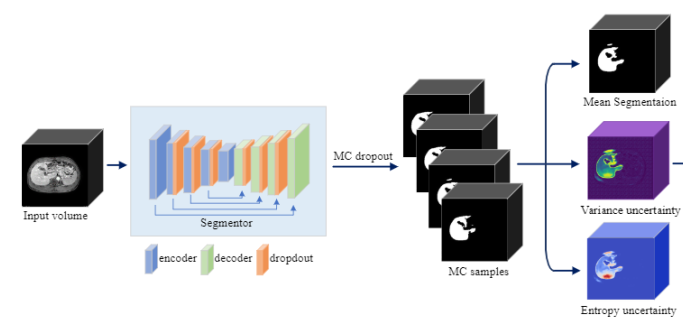 Input volume
Segmentor
encoder
decoder
dropdout
MC dropout
MC samples
Mean Segmentaion
Variance uncertainty
Entropy uncertainty